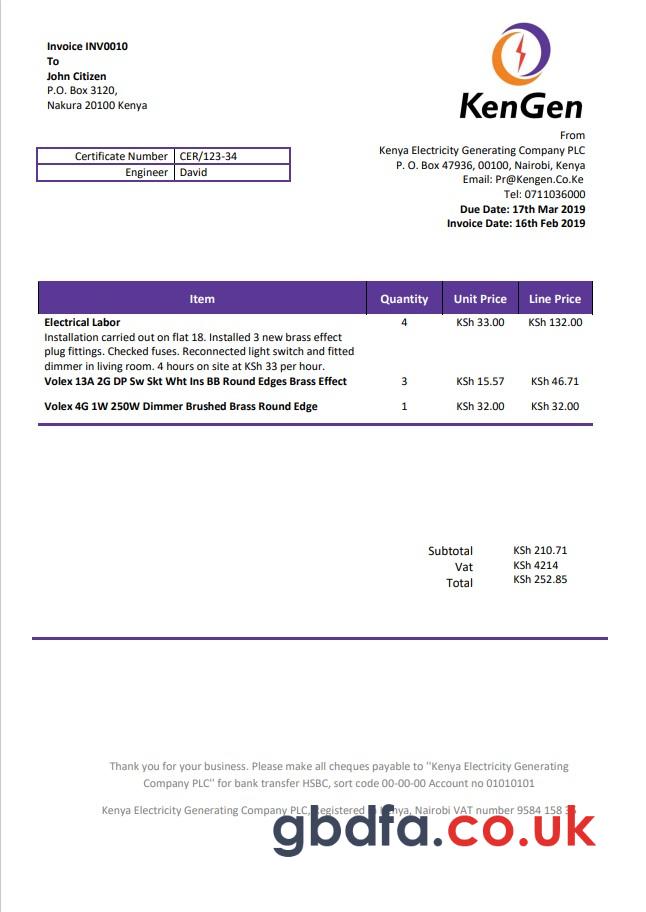 Invoice INV0010
To
John Citizen
P.O. Box 3120,
Nakura 20100 Kenya
KenGen
From
Kenya Electricity Generating Company PLC
P. O. Box 47936, 00100, Nairobi, Kenya
Email: Pr@Kengen.Co.Ke
Tel: 0711036000
Due Date: 17th Mar 2019
Invoice Date: 16th Feb 2019
Certificate Number CER/123-34
Engineer David
Item Quantity Unit Price Line Price
Electrical Labor 4 KSh 33.00 KSh 132.00
Installation carried out on flat 18. Installed 3 new brass effect
plug fittings. Checked fuses. Reconnected light switch and fitted
dimmer in living room. 4 hours on site at KSh 33 per hour.
Volex 13A 2G DP Sw Skt Wht Ins BB Round Edges Brass Effect 3 KSh 15.57 KSh 46.71
Volex 4G 1W 250W Dimmer Brushed Brass Round Edge 1 KSh 32.00 KSh 32.00
Subtotal KSh 210.71
Vat KSh 4214
Total KSh 252.85
Thank you for your business. Please make all cheques payable to "Kenya Electricity Generating
Company PLC" for bank transfer HSBC, sort code 00-00-00 Account no 01010101
Kenya Electricity Generating Company PLC, Nairobi VAT number 9584 158
gbdfa.co.uk